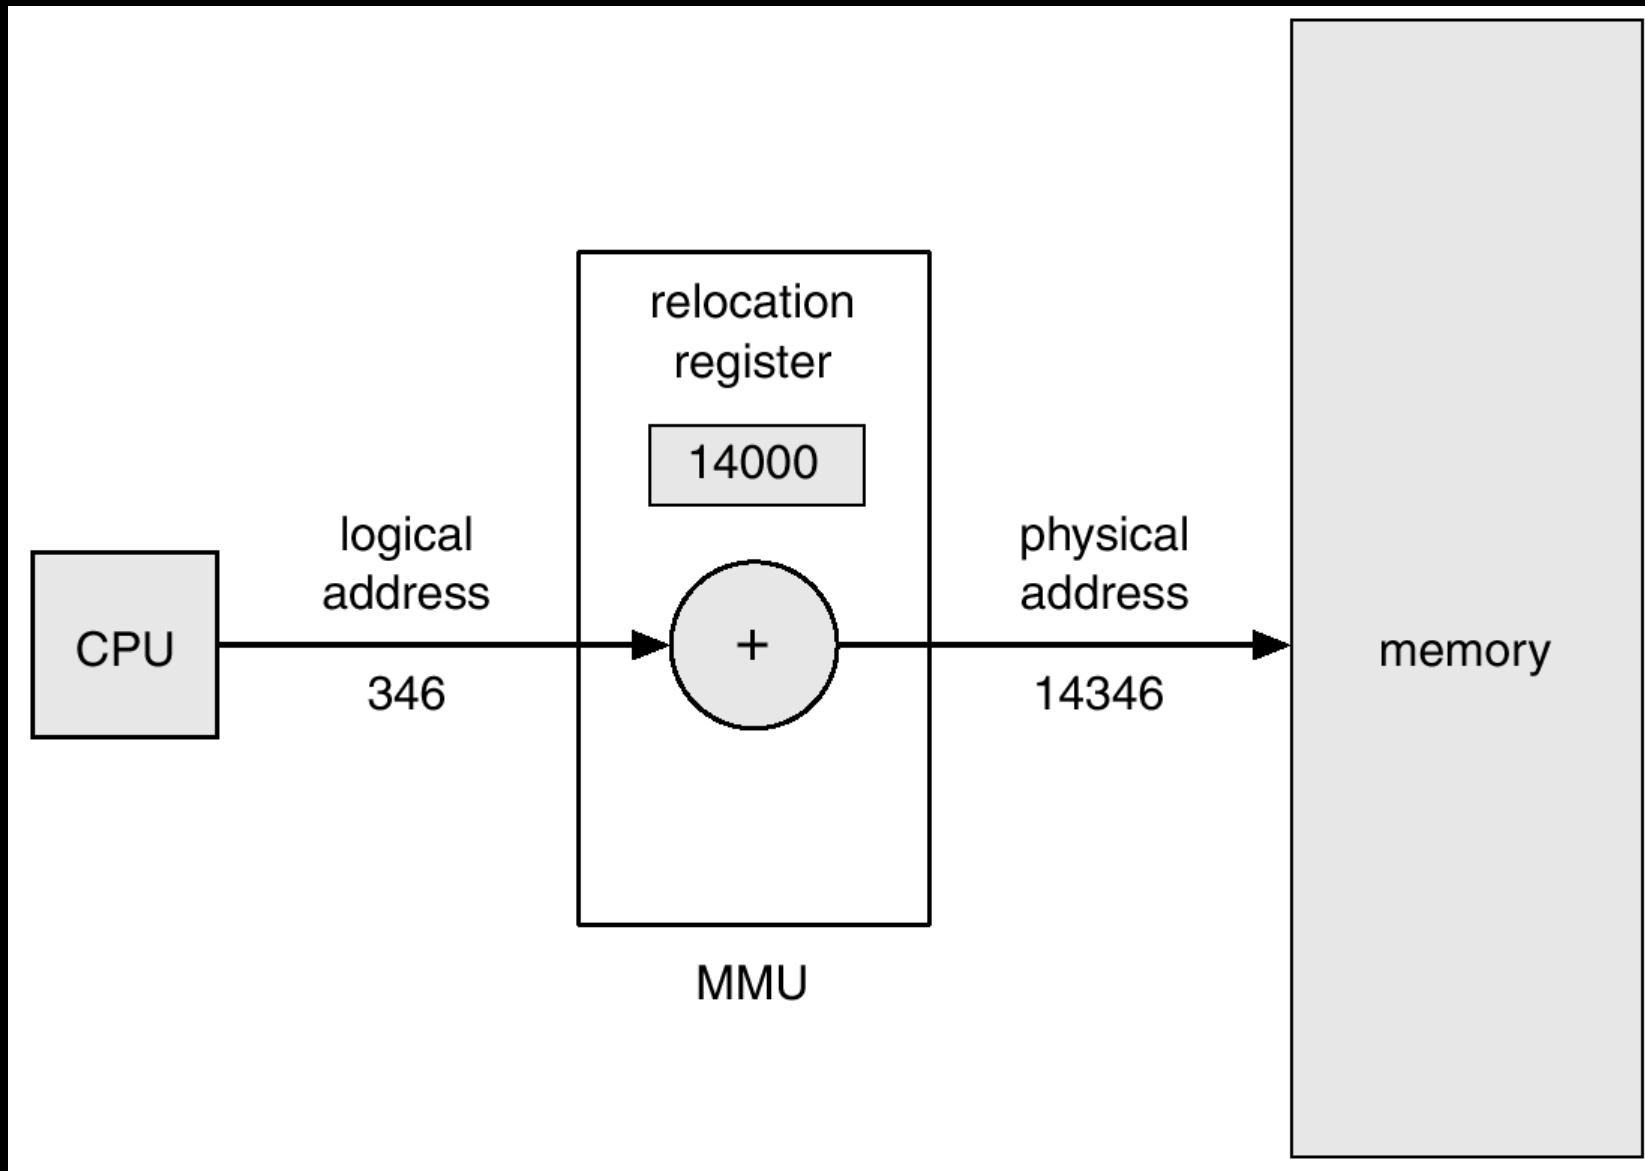 relocation
register
14000
logical
address
physical
address
CPU
+
memory
346
14346
MMU